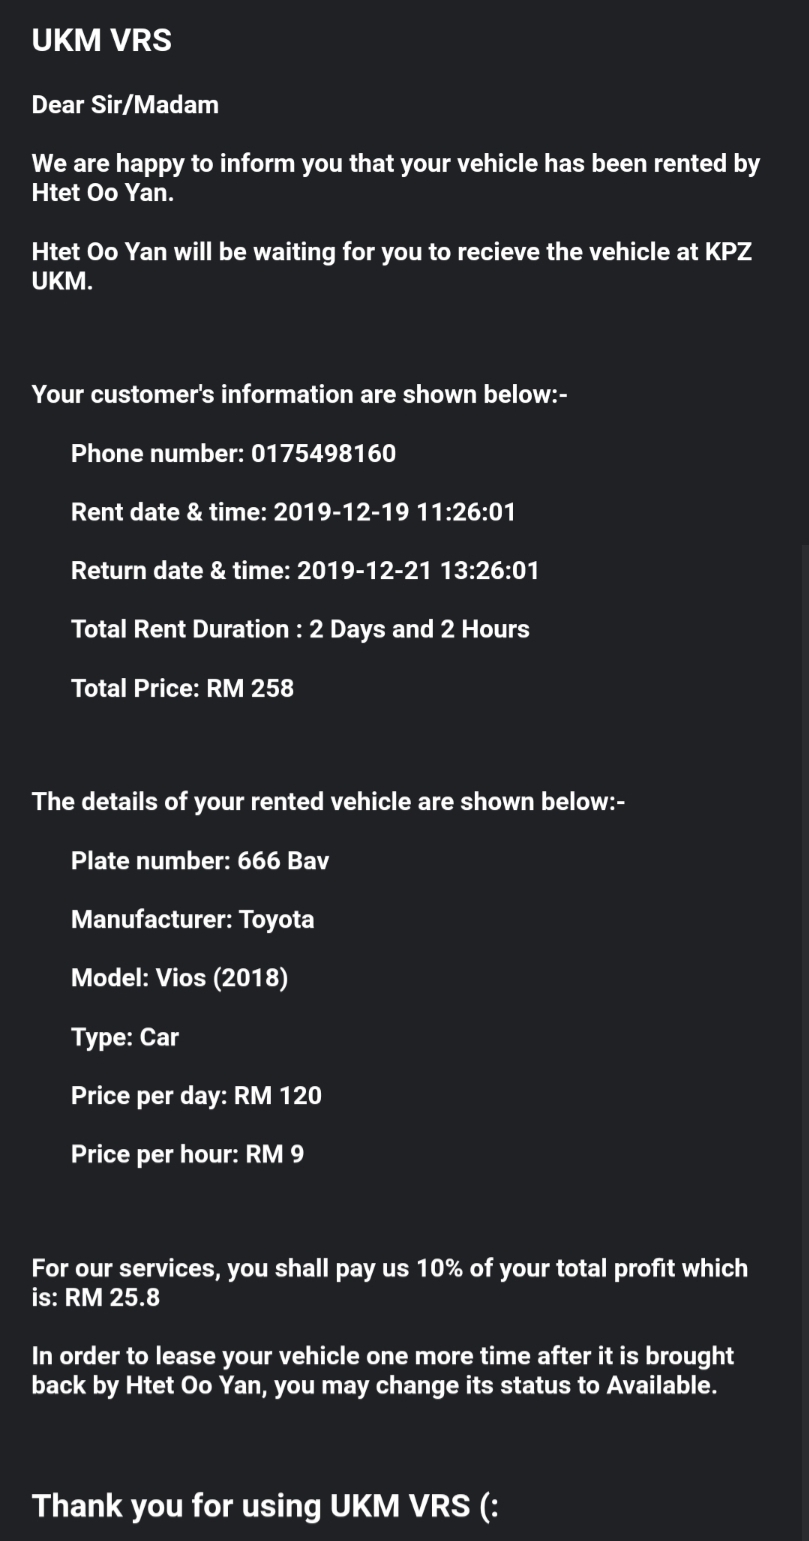 UKM VRS
Dear Sir/Madam
We are happy to inform you that your vehicle has been rented by
Htet Oo Yan.
Htet Oo Yan will be waiting for you to recieve the vehicle at KPZ
UKM.
Your customer's information are shown below:-
Phone number: 0175498160
Rent date & time: 2019-12-19 11:26:01
Return date & time: 2019-12-21 13:26:01
Total Rent Duration : 2 Days and 2 Hours
Total Price: RM 258
The details of your rented vehicle are shown below:-
Plate number: 666 Bav
Manufacturer: Toyota
Model: Vios (2018)
Type: Car
Price per day: RM 120
Price per hour: RM 9
For our services, you shall pay us 10% of your total profit which
is: RM 25.8
In order to lease your vehicle one more time after it is brought
back by Htet Oo Yan, you may change its status to Available.
Thank you for using UKM VRS (: